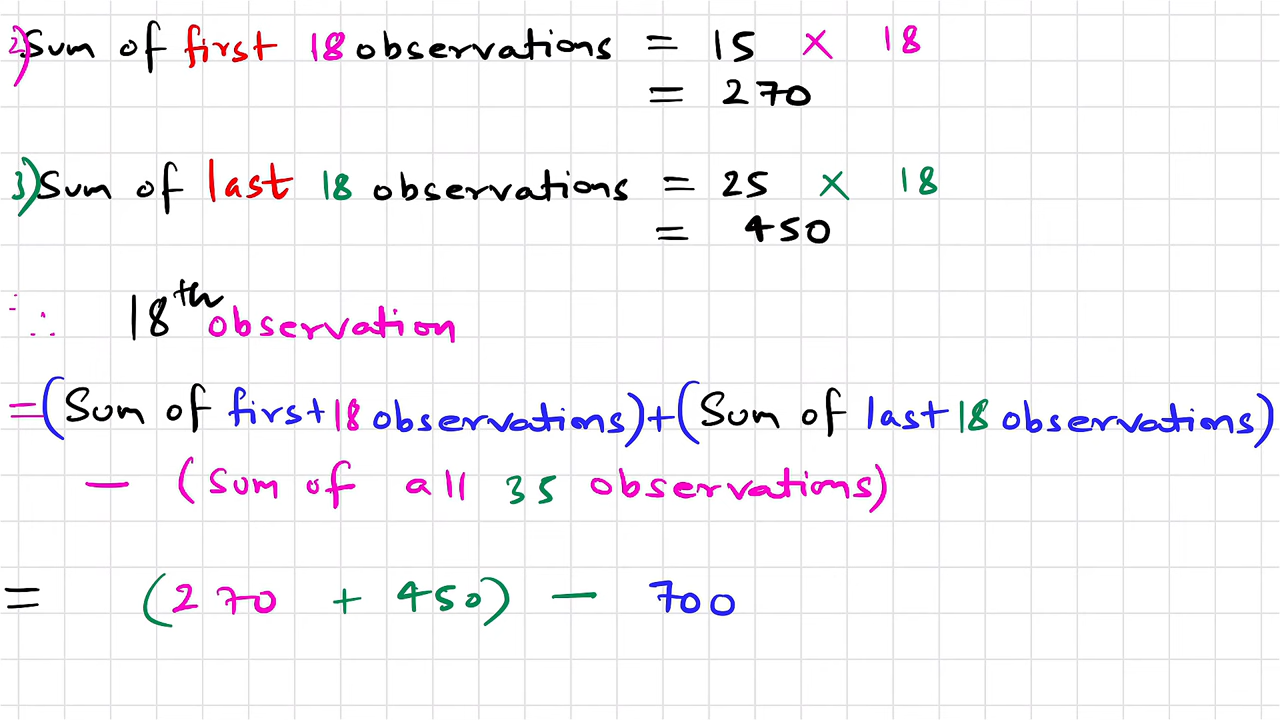 2) Sum of first 18 observations = 15 × 18
= 270
3) Sum of last 18 observations = 25 × 18
= 450
∴ 18th observation
= (Sum of first 18 observations) + (Sum of last 18 observations)
− (Sum of all 35 observations)
= (270 + 450) − 700